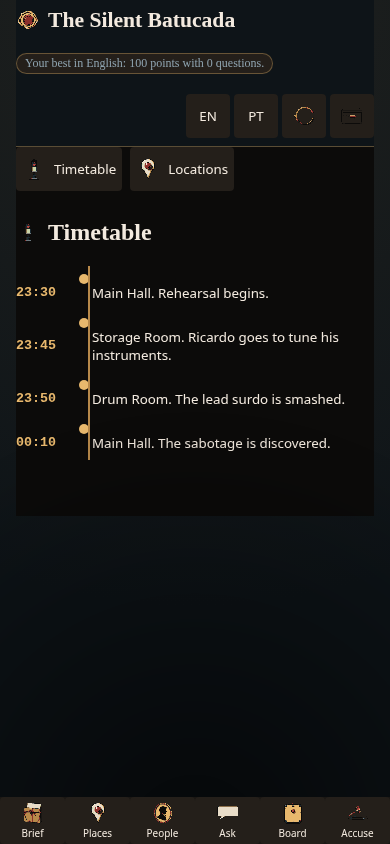 The Silent Batucada
Your best in English: 100 points with 0 questions.
EN PT
Timetable Locations
Timetable
23:30 Main Hall. Rehearsal begins.
23:45 Storage Room. Ricardo goes to tune his
instruments.
23:50 Drum Room. The lead surdo is smashed.
00:10 Main Hall. The sabotage is discovered.
Brief Places People Ask Board Accuse